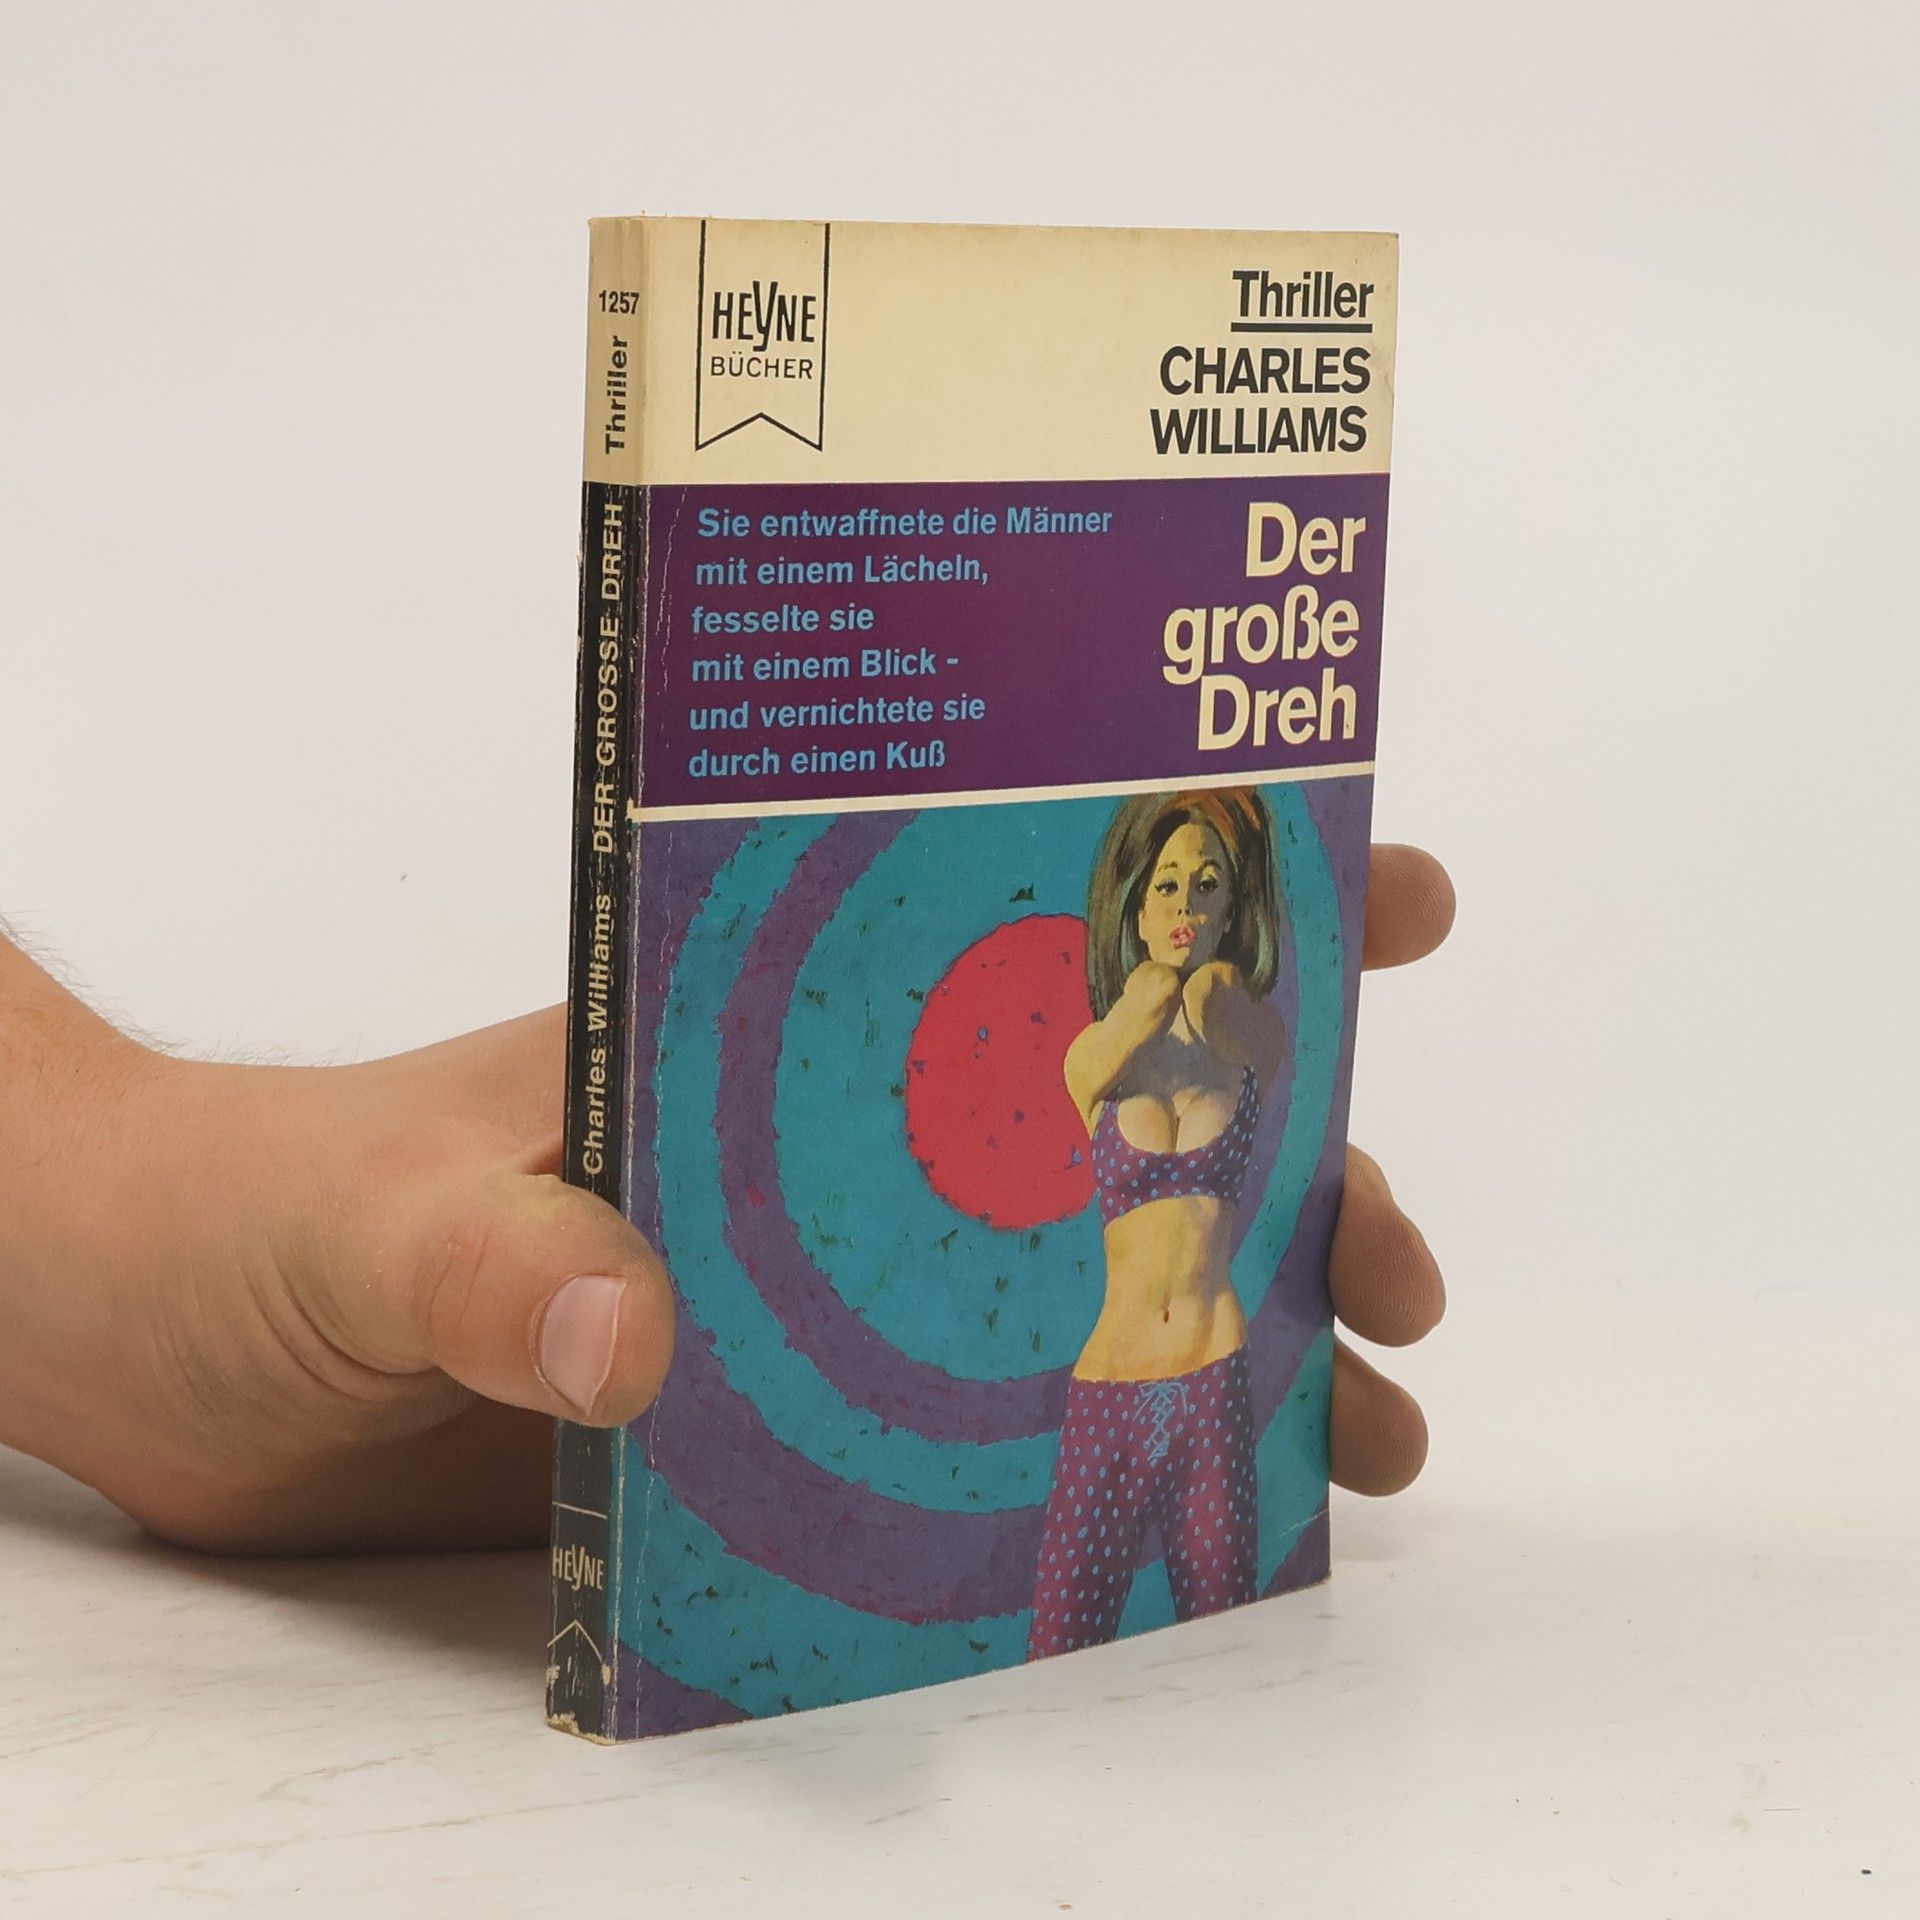 1257
Thriller
Charles Williams DER GROSSE DREH
HEYNE
HEYNE
BÜCHER
Thriller
CHARLES
WILLIAMS
Sie entwaffnete die Männer
mit einem Lächeln,
fesselte sie
mit einem Blick -
und vernichtete sie
durch einen Kuß
Der
große
Dreh